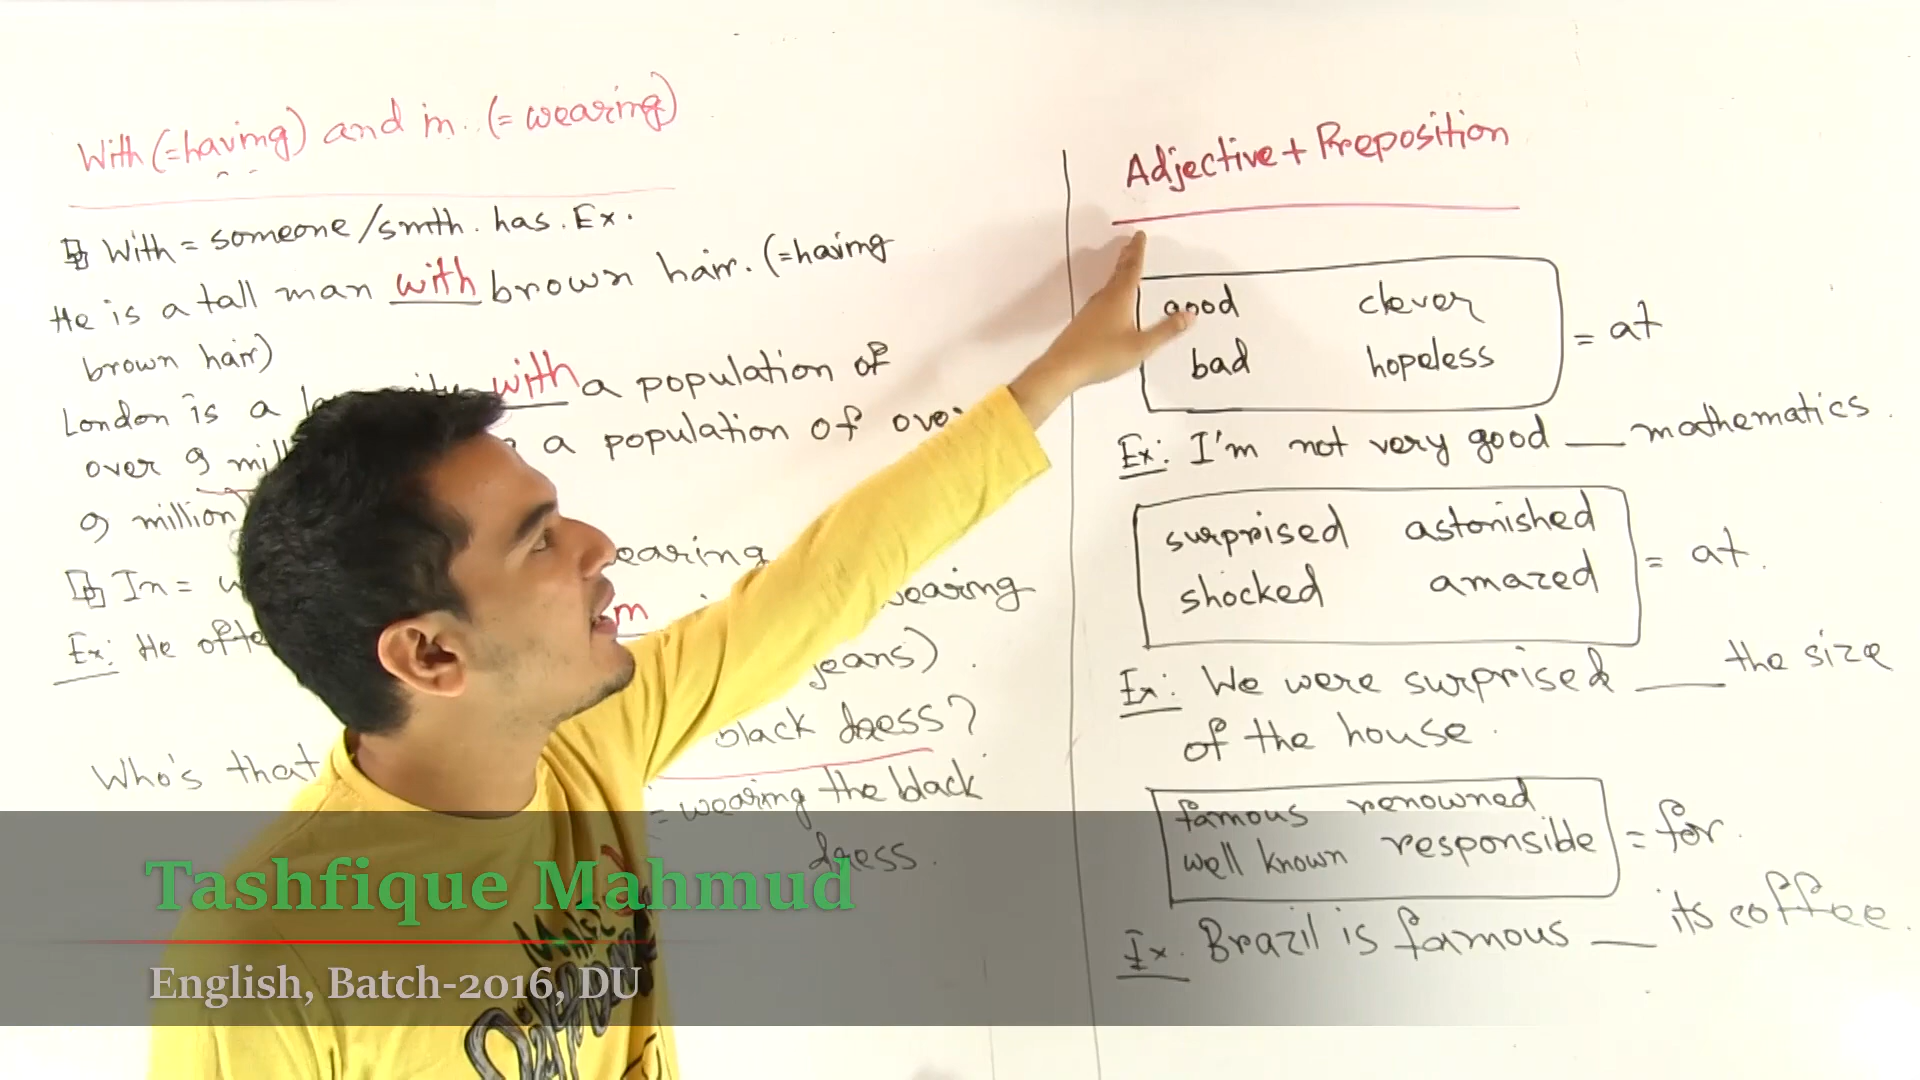 With (=having) and in. (= wearing)
With = someone/smth. has. Ex.
He is a tall man with brown hair. (=having
brown hair)
London is a with a population of
over 9 a population of
9 million
In = wearing
Ex: He wearing
jeans).
Who's that black dress?
= wearing the black
dress.
Adjective + Preposition
good clever
bad hopeless
= at
Ex: I'm not very good ___ mathematics.
surprised astonished
shocked amazed
= at.
Ex: We were surprised ___ the size
of the house.
famous renowned
well known responsible
= for.
Ex. Brazil is famous ___ its coffee.
Tashfique Mahmud
English, Batch-2016, DU